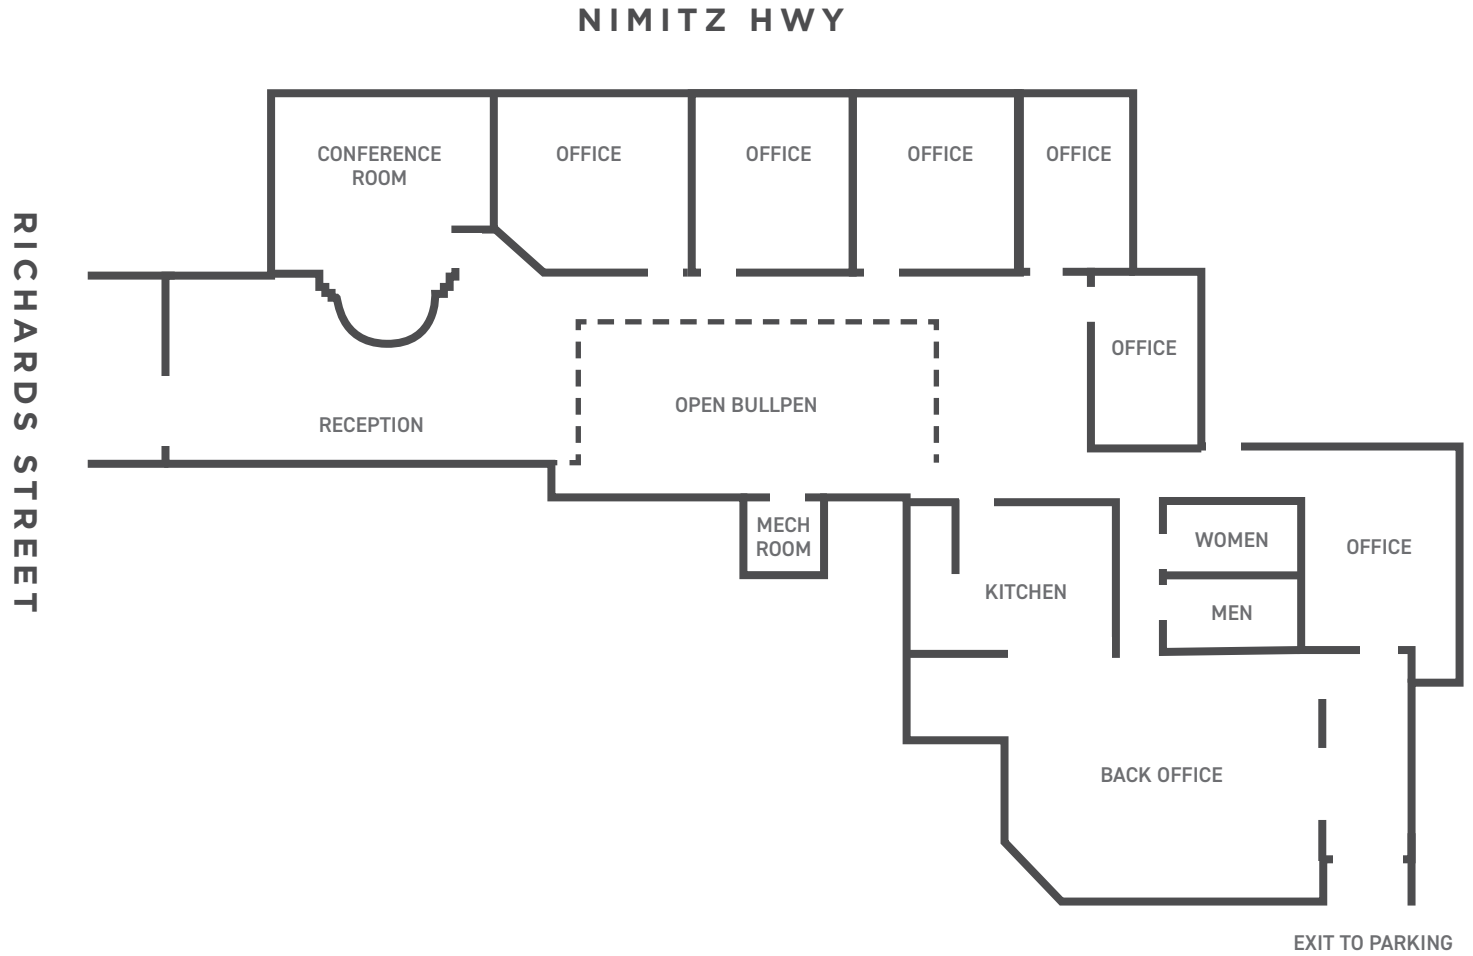 NIMITZ HWY
RICHARDS STREET
CONFERENCE
ROOM
OFFICE
OFFICE
OFFICE
OFFICE
OFFICE
RECEPTION
OPEN BULLPEN
MECH
ROOM
KITCHEN
WOMEN
MEN
OFFICE
BACK OFFICE
EXIT TO PARKING